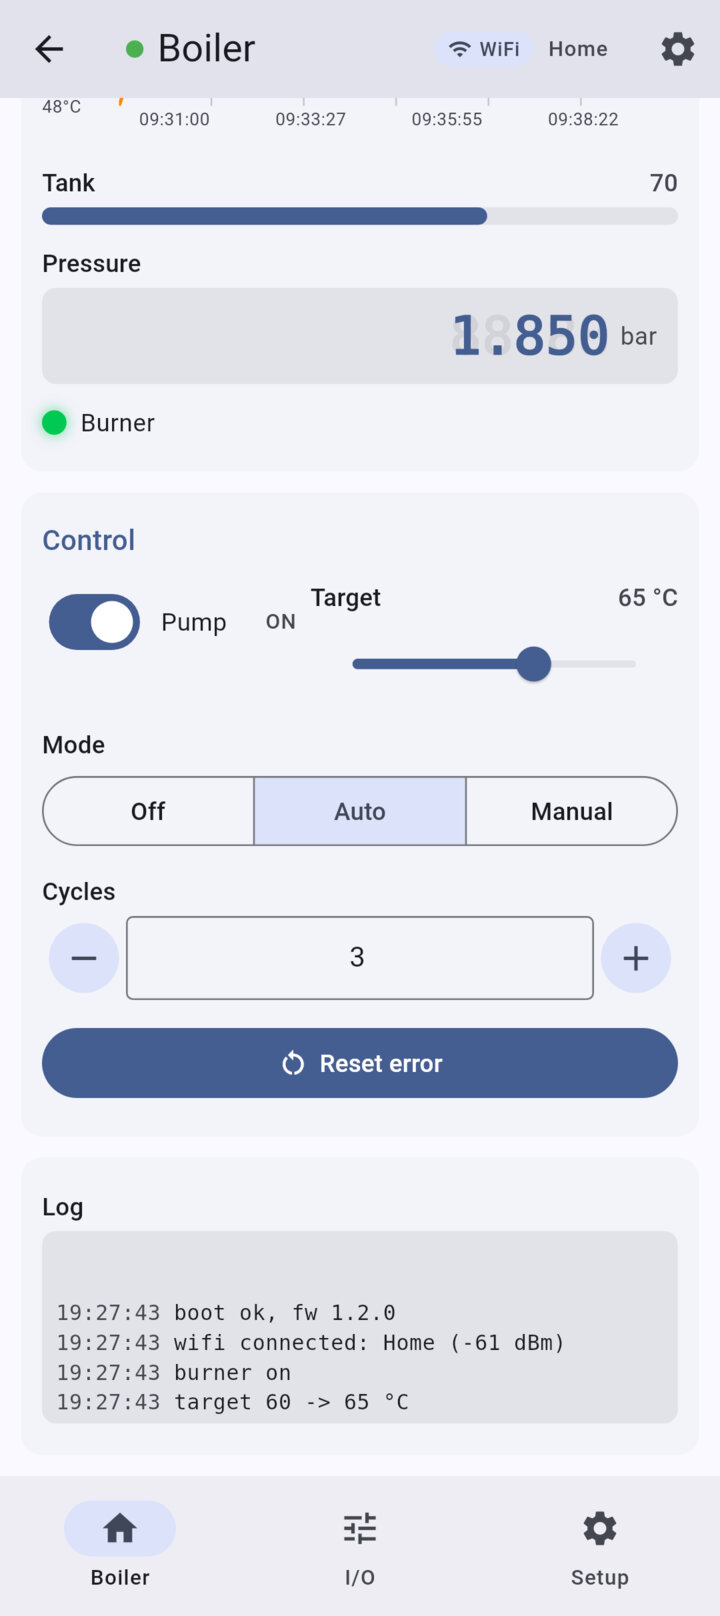 Boiler
WiFi
Home
48°C
09:31:00 09:33:27 09:35:55 09:38:22
Tank 70
Pressure
1.850 bar
Burner
Control
Pump ON
Target 65 °C
Mode
Off Auto Manual
Cycles
3
Reset error
Log
19:27:43 boot ok, fw 1.2.0
19:27:43 wifi connected: Home (-61 dBm)
19:27:43 burner on
19:27:43 target 60 -> 65 °C
Boiler I/O Setup